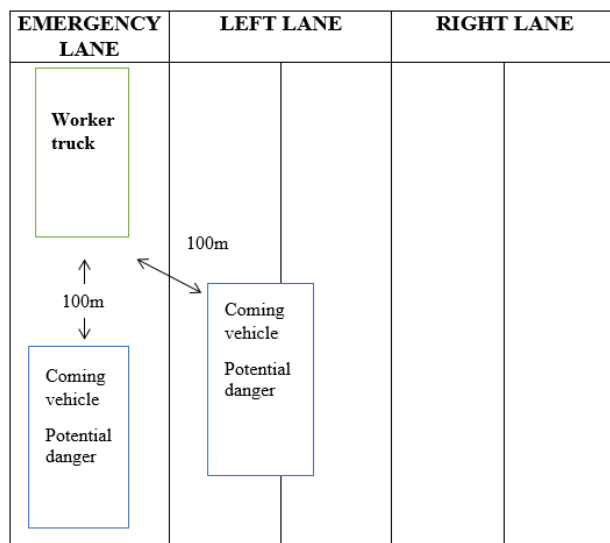 EMERGENCY
LANE
LEFT LANE
RIGHT LANE
Worker
truck
100m
100m
Coming
vehicle
Potential
danger
Coming
vehicle
Potential
danger